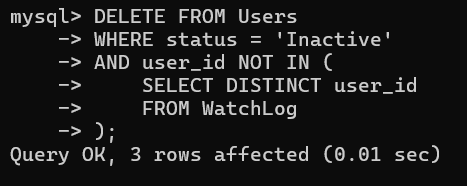 mysql> DELETE FROM Users
    -> WHERE status = 'Inactive'
    -> AND user_id NOT IN (
    ->     SELECT DISTINCT user_id
    ->     FROM WatchLog
    -> );
Query OK, 3 rows affected (0.01 sec)